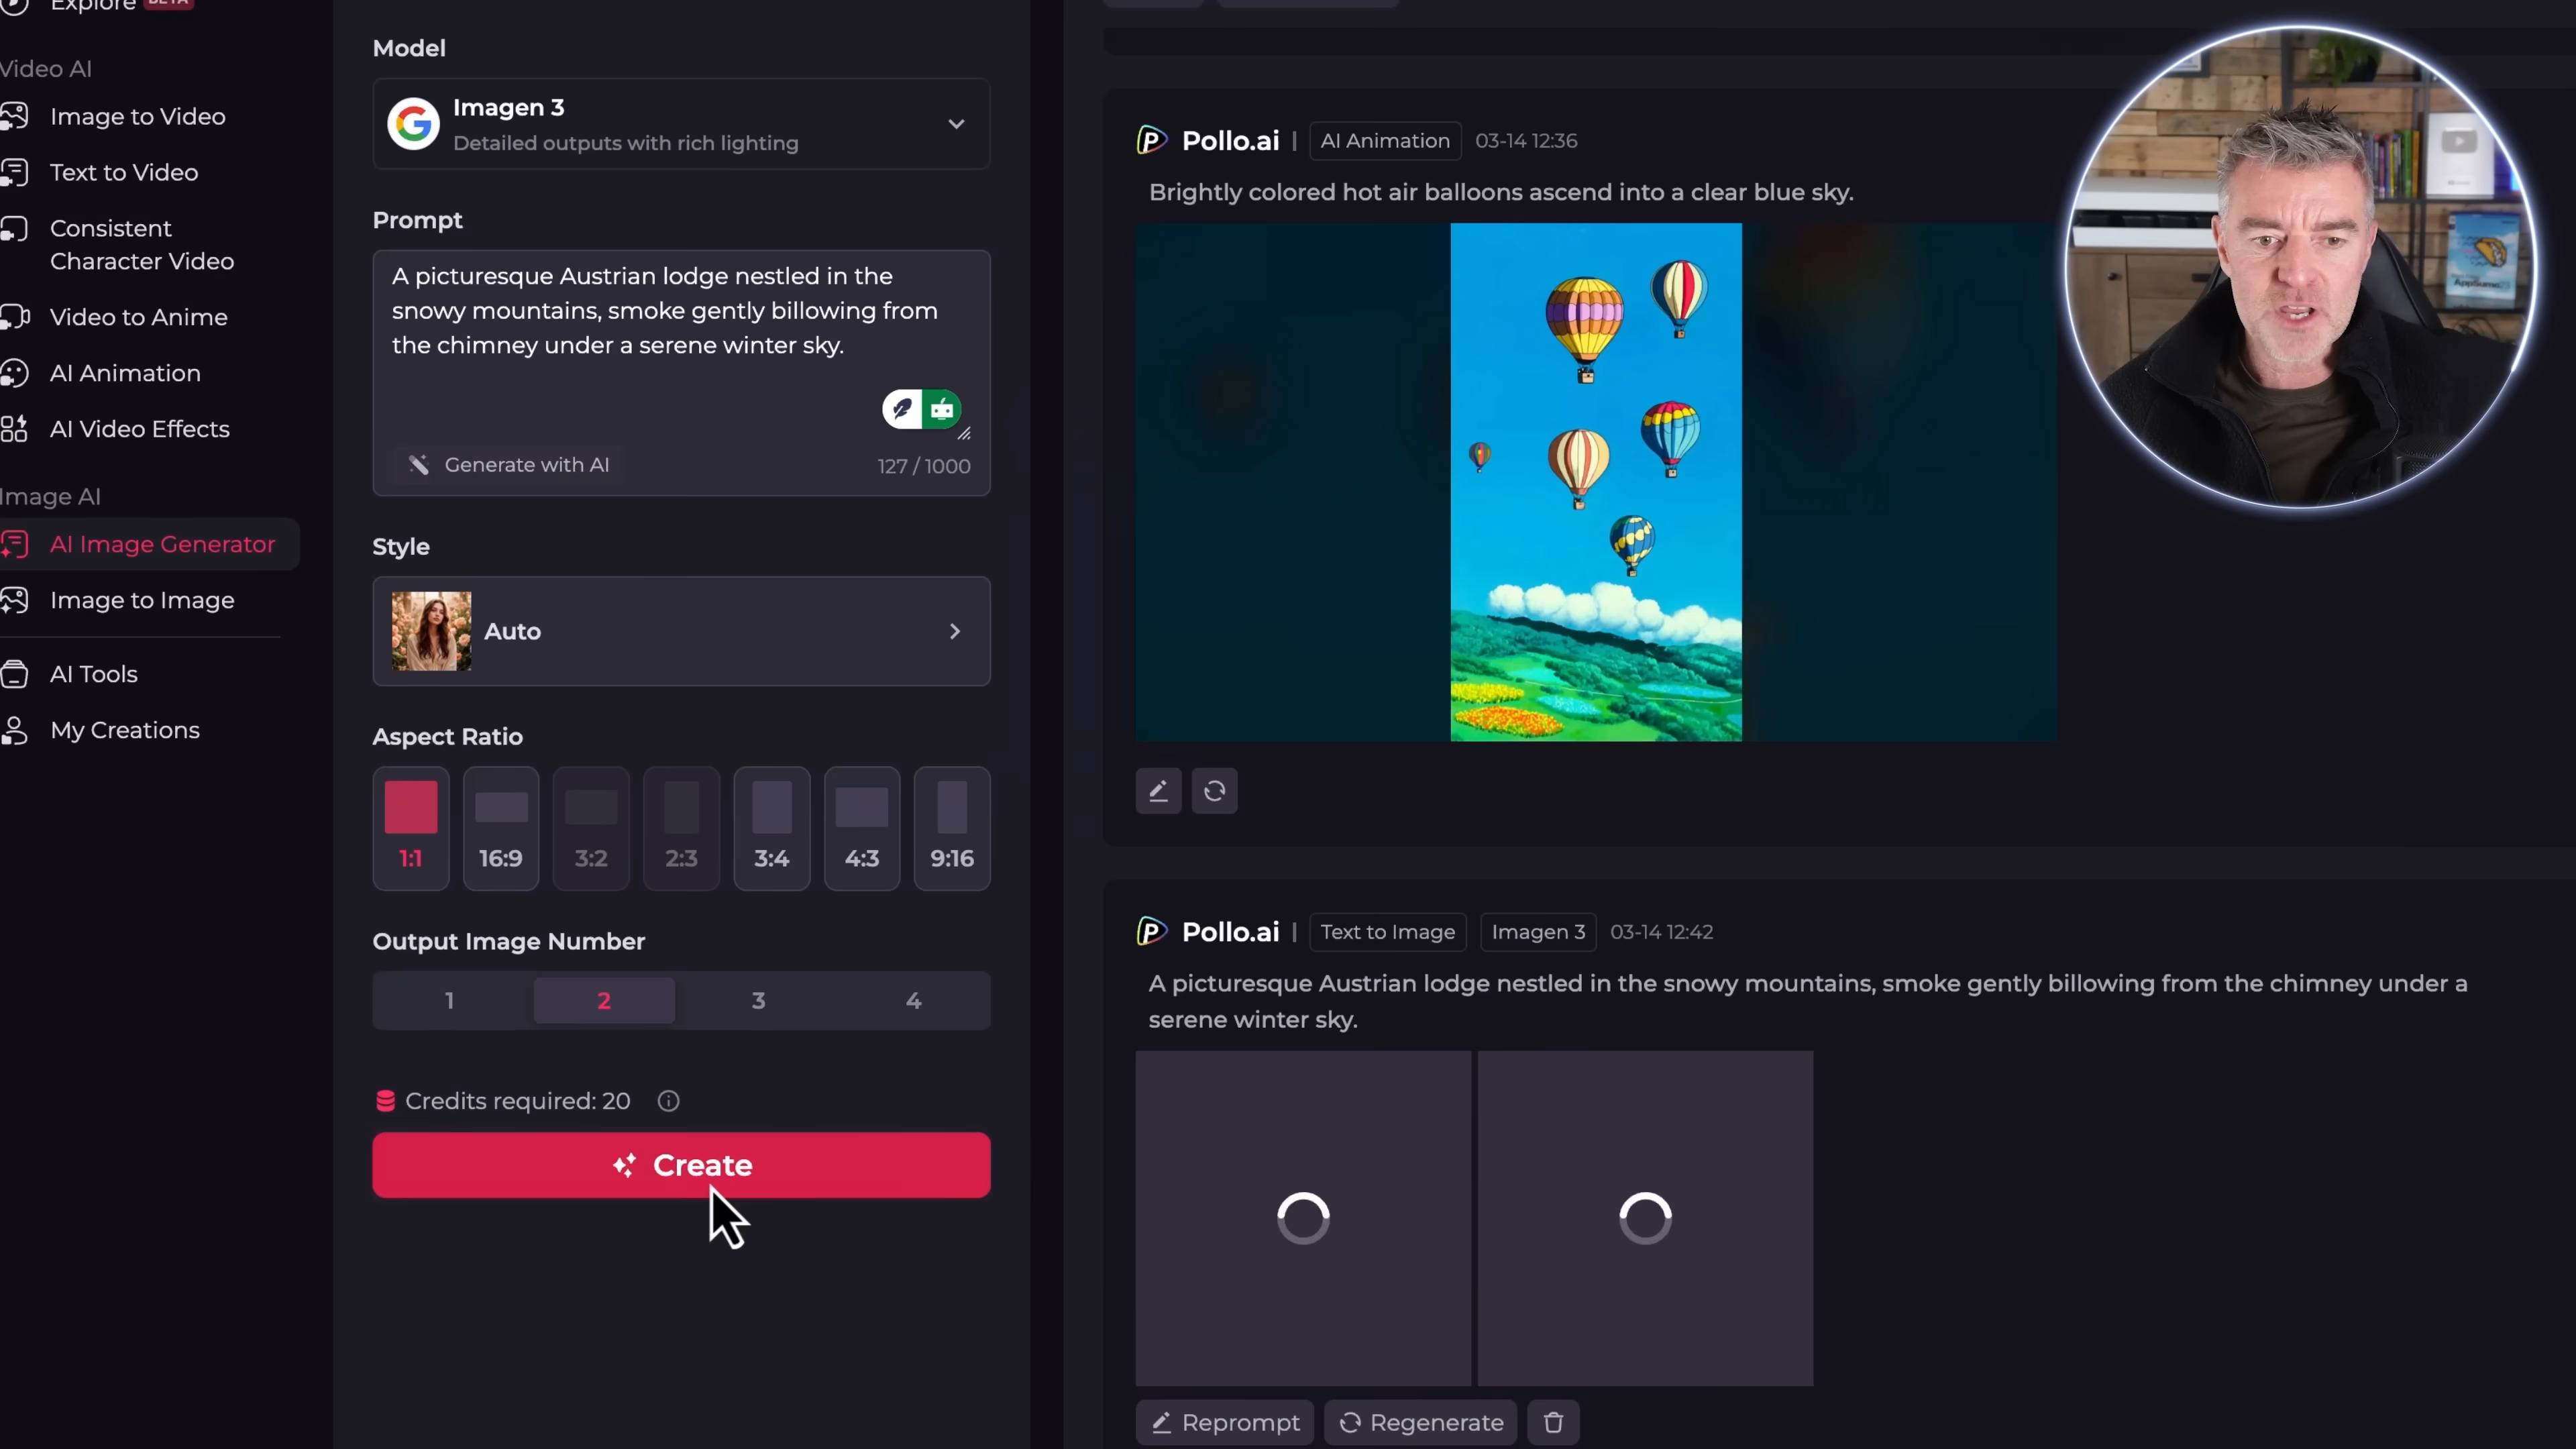 Explore BETA
Video AI
Image to Video
Text to Video
Consistent
Character Video
Video to Anime
AI Animation
AI Video Effects
Image AI
AI Image Generator
Image to Image
AI Tools
My Creations
Model
Imagen 3
Detailed outputs with rich lighting
Prompt
A picturesque Austrian lodge nestled in the
snowy mountains, smoke gently billowing from
the chimney under a serene winter sky.
Generate with AI
127 / 1000
Style
Auto
Aspect Ratio
1:1
16:9
3:2
2:3
3:4
4:3
9:16
Output Image Number
1
2
3
4
Credits required: 20
Create
Pollo.ai | AI Animation 03-14 12:36
Brightly colored hot air balloons ascend into a clear blue sky.
Pollo.ai | Text to Image Imagen 3 03-14 12:42
A picturesque Austrian lodge nestled in the snowy mountains, smoke gently billowing from the chimney under a
serene winter sky.
Reprompt
Regenerate
AppSumo